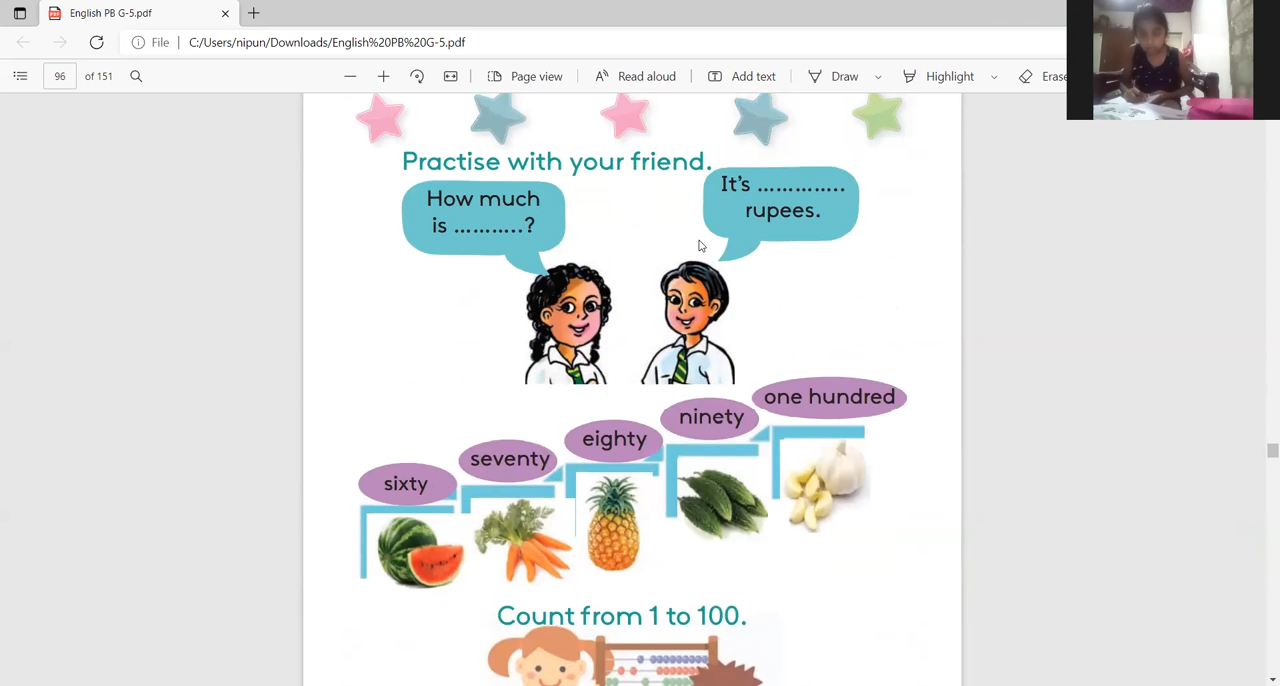 English PB G-5.pdf
File | C:/Users/nipun/Downloads/English%20PB%20G-5.pdf
96 of 151 Page view Read aloud Add text Draw Highlight Erase
Practise with your friend.
How much
is ...........?
It's ..............
rupees.
one hundred
ninety
eighty
seventy
sixty
Count from 1 to 100.